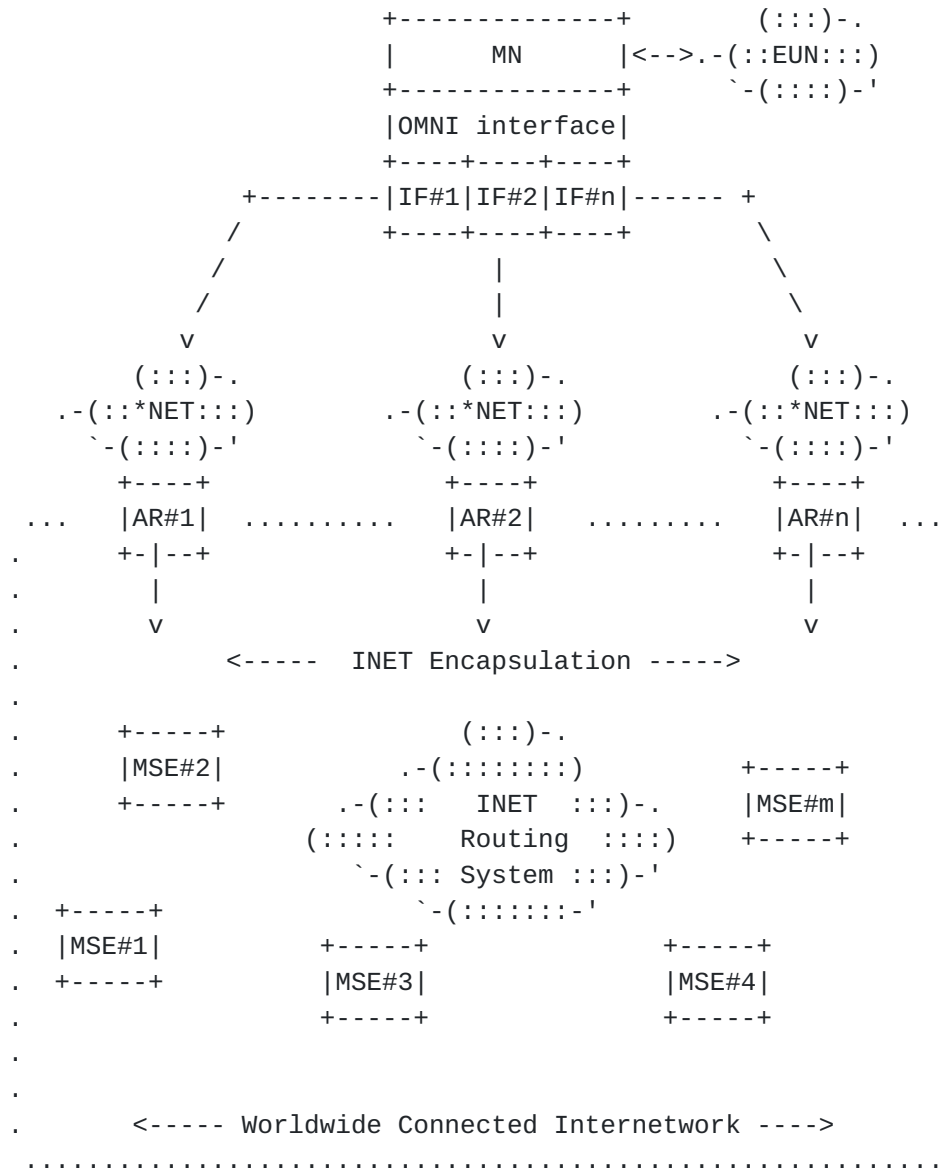 +--------------+        (:::)-.
|      MN      |<-->.-(::EUN:::)
+--------------+      `-(::::)-'
|OMNI interface|
+----+----+----+
+--------|IF#1|IF#2|IF#n|------ +
/         +----+----+----+         \
/                 |                  \
/                  |                   \
v                   v                    v
(:::)-.              (:::)-.              (:::)-.
.-(::*NET:::)        .-(::*NET:::)        .-(::*NET:::)
`-(::::)-'           `-(::::)-'           `-(::::)-'
+----+               +----+               +----+
...   |AR#1|  ..........   |AR#2|   .........   |AR#n|  ...
.      +-|--+               +-|--+               +-|--+
.        |                    |                    |
.        v                    v                    v
.             <-----  INET Encapsulation ----->
.
.      +-----+               (:::)-.
.      |MSE#2|           .-(::::::::)          +-----+
.      +-----+       .-(:::   INET  :::)-.     |MSE#m|
.                  (:::::    Routing  ::::)    +-----+
.                     `-(::: System :::)-'
.  +-----+                `-(:::::::-'
.  |MSE#1|          +-----+               +-----+
.  +-----+          |MSE#3|               |MSE#4|
.                   +-----+               +-----+
.
.
.       <----- Worldwide Connected Internetwork ---->
...........................................................